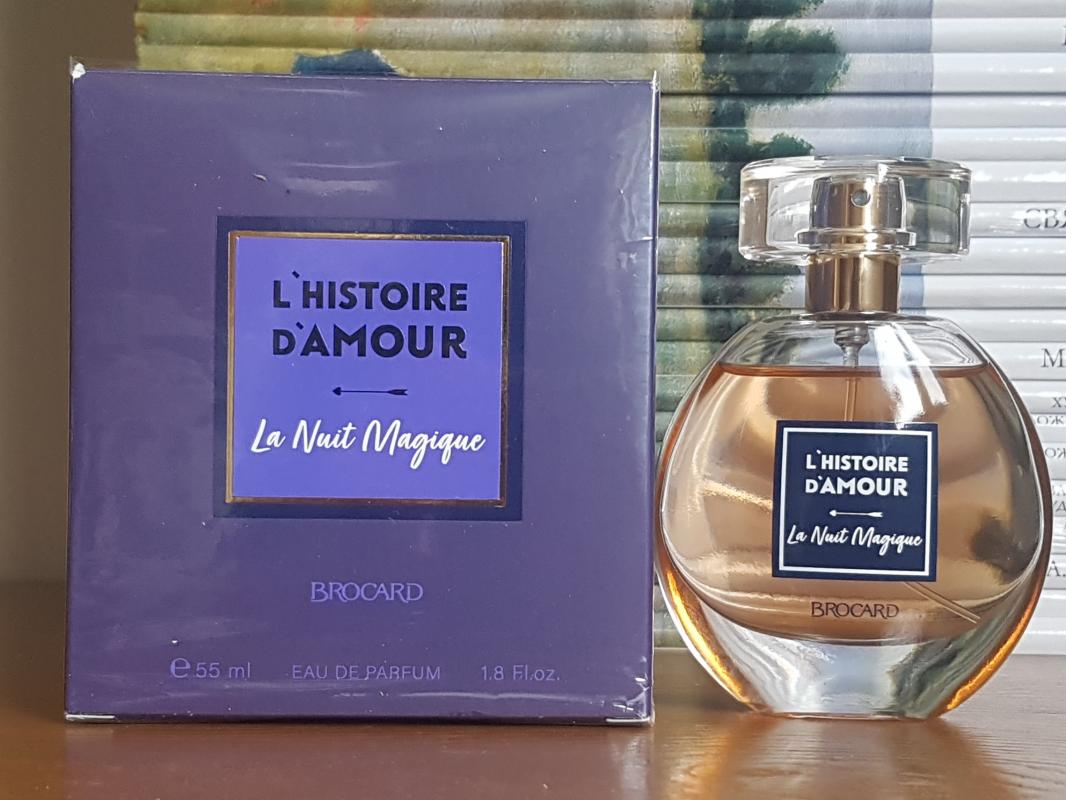 L`HISTOIRE
D`AMOUR
La Nuit Magique
BROCARD
e 55 ml EAU DE PARFUM 1.8 Fl.oz.
L`HISTOIRE
D`AMOUR
La Nuit Magique
BROCARD